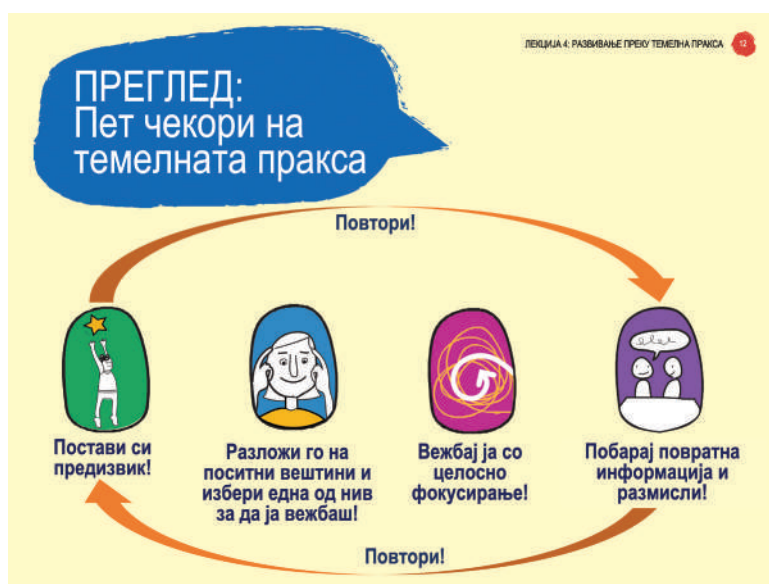 ЛЕКЦИЈА 4: РАЗВИВАЊЕ ПРЕКУ ТЕМЕЛНА ПРАКСА 12
ПРЕГЛЕД:
Пет чекори на
темелната пракса
Повтори!
Постави си
предизвик!
Разложи го на
поситни вештини и
избери една од нив
за да ја вежбаш!
Вежбај ја со
целосно
фокусирање!
Побарај повратна
информација и
размисли!
Повтори!